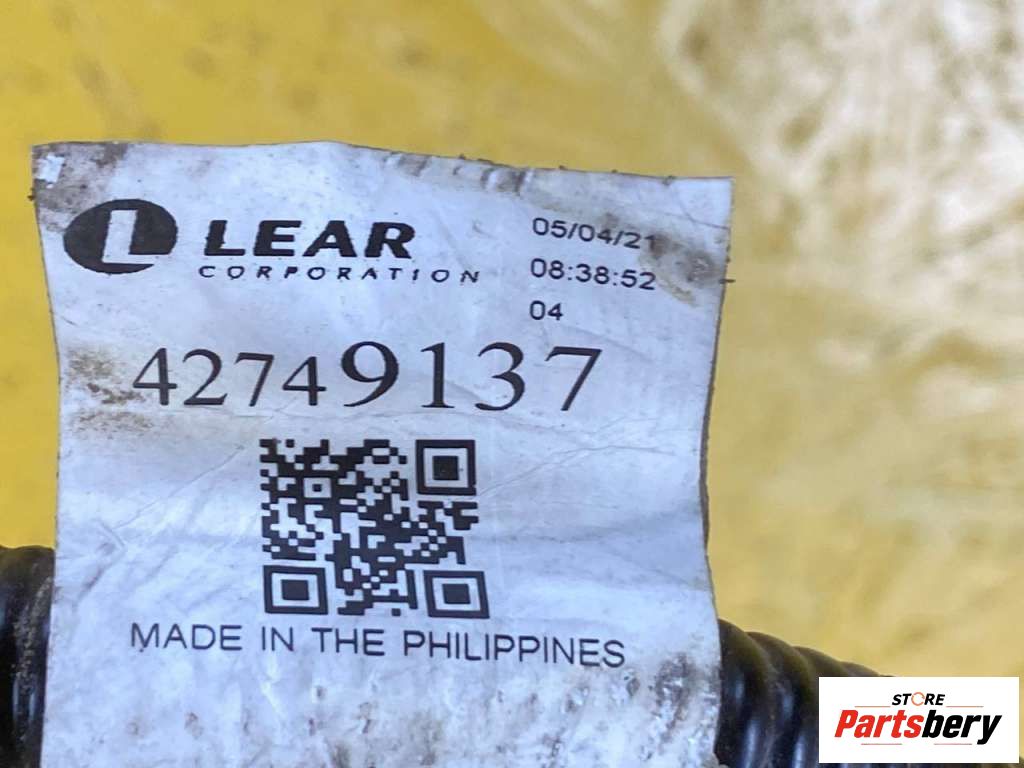 L LEAR
CORPORATION
05/04/21
08:38:52
04
42749137
MADE IN THE PHILIPPINES
STORE
Partsbery